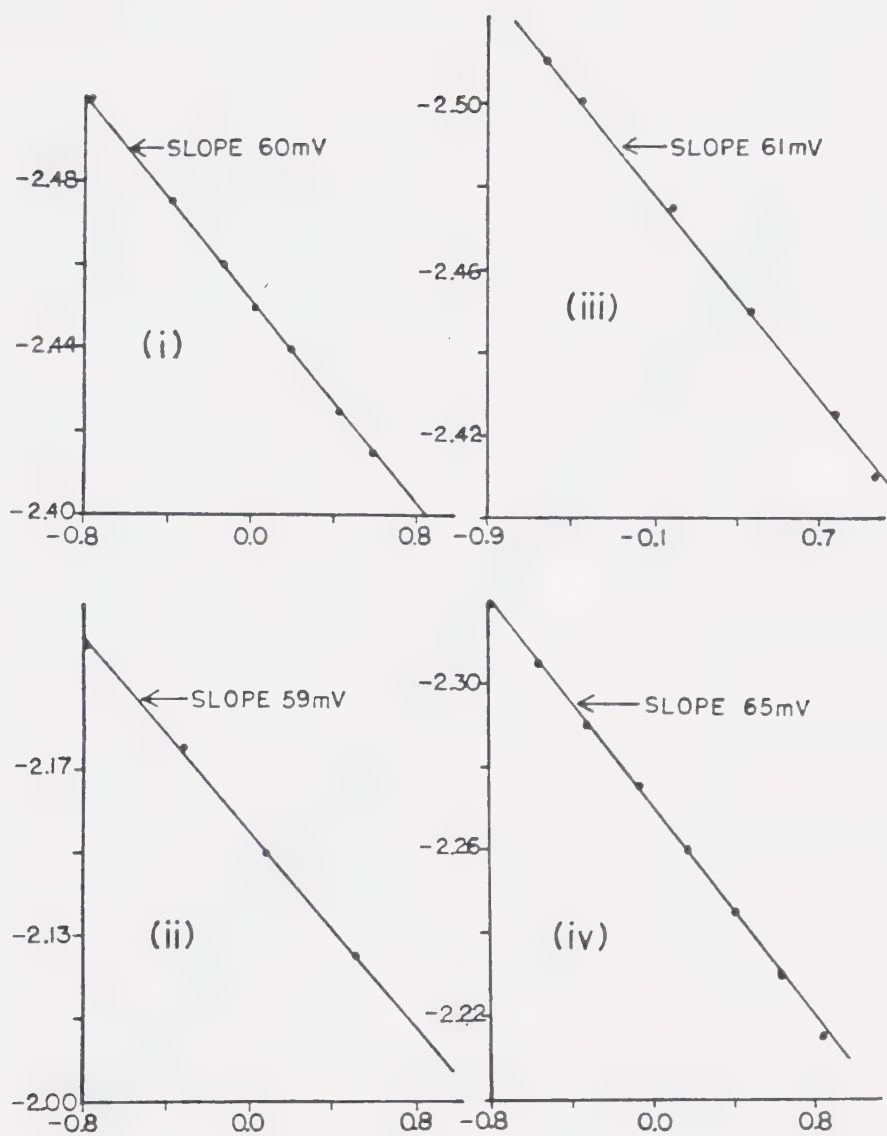 SLOPE 60mV
-2.48
-2.44
(i)
-2.40
-0.8 0.0 0.8
-2.50
SLOPE 61mV
-2.46
(iii)
-2.42
-0.9 -0.1 0.7
SLOPE 59mV
-2.17
-2.13
(ii)
-2.00
-0.8 0.0 0.8
-2.30
SLOPE 65mV
-2.26
(iv)
-2.22
-0.8 0.0 0.8